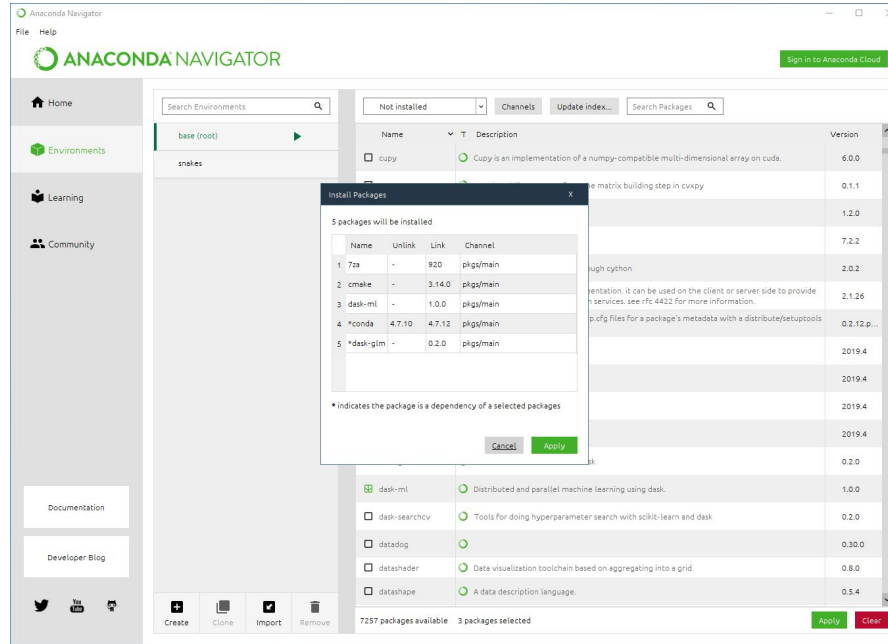 Anaconda Navigator
File Help
ANACONDA NAVIGATOR
Sign in to Anaconda Cloud
Home
Environments
Learning
Community
Documentation
Developer Blog
You Tube
Search Environments
base (root)
snakes
Create Clone Import Remove
Not installed Channels Update index... Search Packages
Name T Description Version
cupy Cupy is an implementation of a numpy-compatible multi-dimensional array on cuda. 6.0.0
matrix building step in cvxpy 0.1.1
1.2.0
7.2.2
ough cython 2.0.2
entation. it can be used on the client or server side to provide
n services. see rfc 4422 for more information. 2.1.26
p.cfg files for a package's metadata with a distribute/setuptools 0.2.12.p...
2019.4
2019.4
2019.4
2019.4
sk 0.2.0
dask-ml Distributed and parallel machine learning using dask. 1.0.0
dask-searchcv Tools for doing hyperparameter search with scikit-learn and dask 0.2.0
datadog 0.30.0
datashader Data visualization toolchain based on aggregating into a grid 0.8.0
datashape A data description language. 0.5.4
7257 packages available 3 packages selected Apply Clear
Install Packages X
5 packages will be installed
Name Unlink Link Channel
1 7za - 920 pkgs/main
2 cmake - 3.14.0 pkgs/main
3 dask-ml - 1.0.0 pkgs/main
4 *conda 4.7.10 4.7.12 pkgs/main
5 *dask-glm - 0.2.0 pkgs/main
* indicates the package is a dependency of a selected packages
Cancel Apply